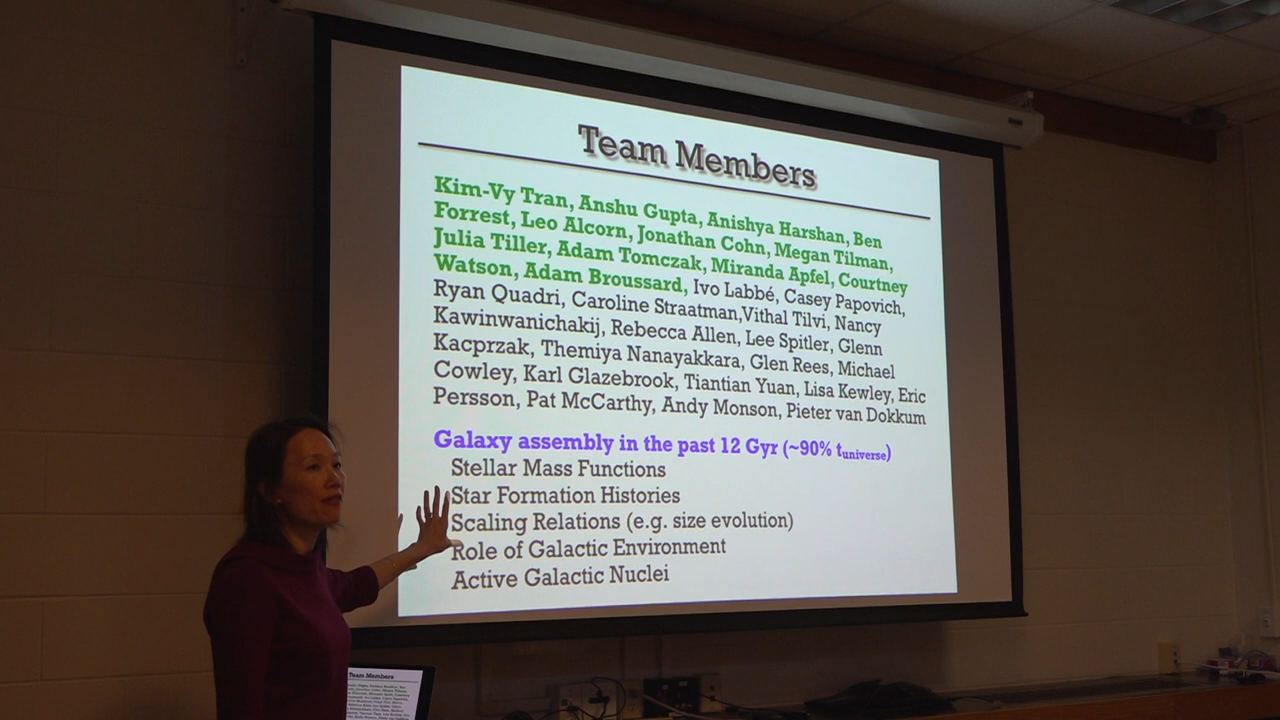 Team Members
Kim-Vy Tran, Anshu Gupta, Anishya Harshan, Ben
Forrest, Leo Alcorn, Jonathan Cohn, Megan Tilman,
Julia Tiller, Adam Tomczak, Miranda Apfel, Courtney
Watson, Adam Broussard, Ivo Labbé, Casey Papovich,
Ryan Quadri, Caroline Straatman,Vithal Tilvi, Nancy
Kawinwanichakij, Rebecca Allen, Lee Spitler, Glenn
Kacprzak, Themiya Nanayakkara, Glen Rees, Michael
Cowley, Karl Glazebrook, Tiantian Yuan, Lisa Kewley, Eric
Persson, Pat McCarthy, Andy Monson, Pieter van Dokkum
Galaxy assembly in the past 12 Gyr (~90% tuniverse)
Stellar Mass Functions
Star Formation Histories
Scaling Relations (e.g. size evolution)
Role of Galactic Environment
Active Galactic Nuclei
Team Members